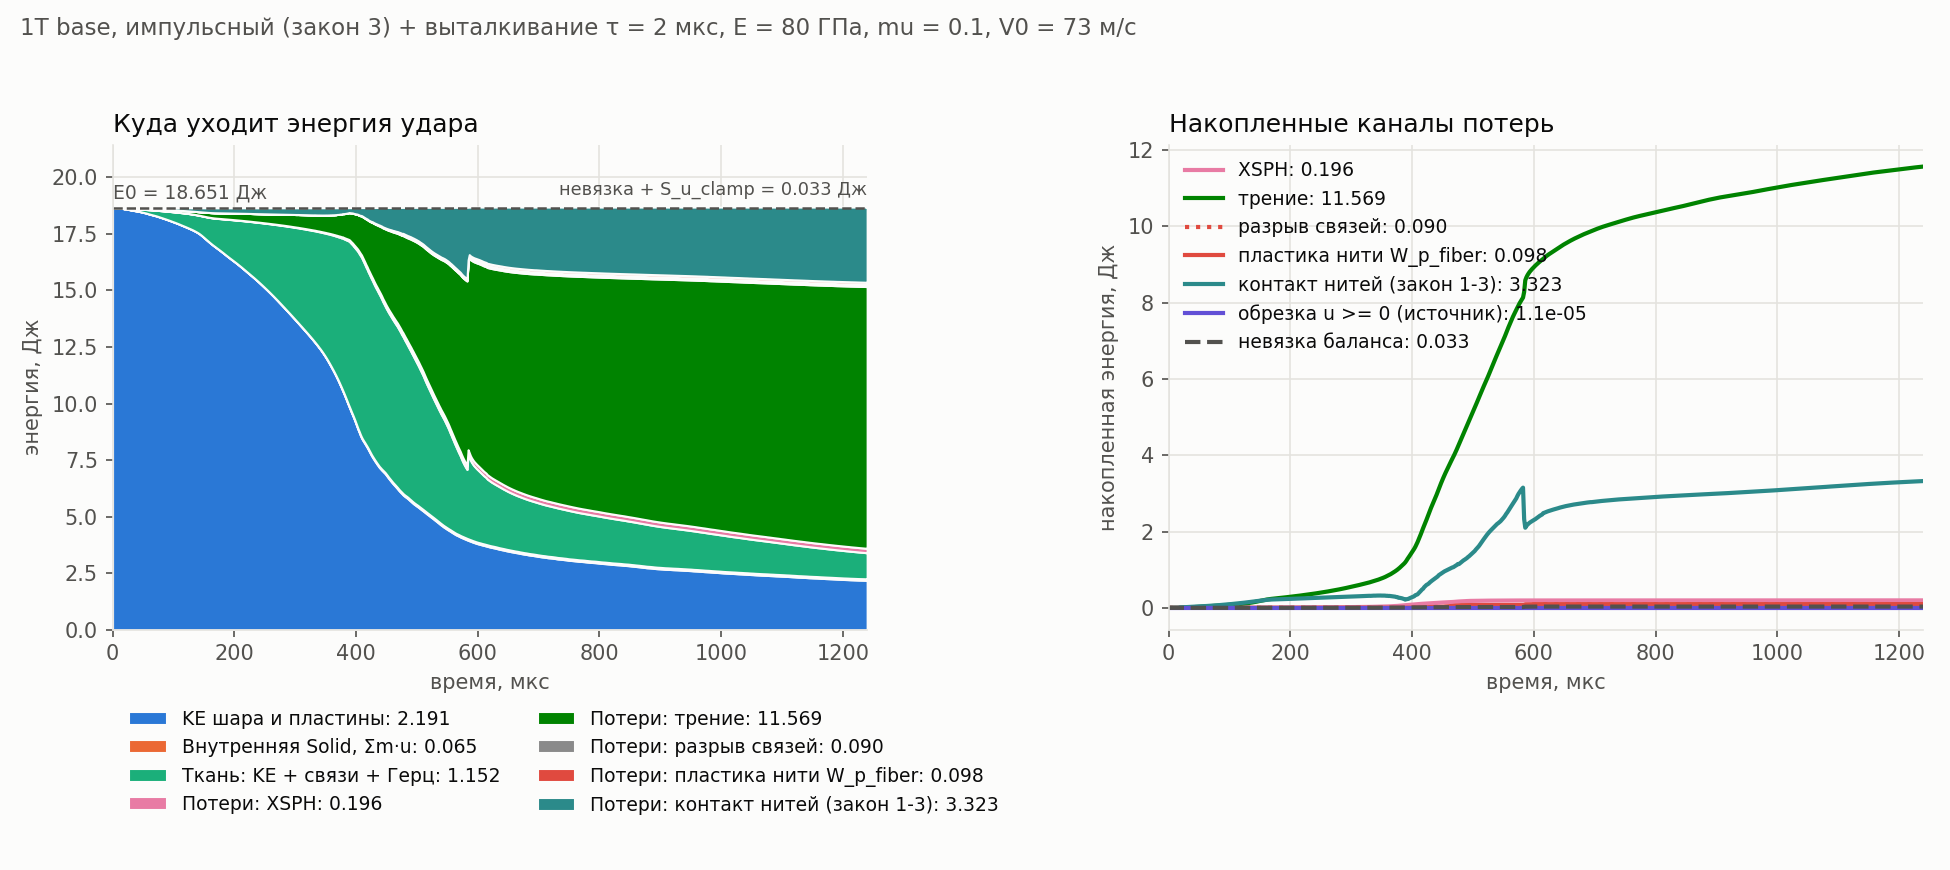 1T base, импульсный (закон 3) + выталкивание τ = 2 мкс, E = 80 ГПа, mu = 0.1, V0 = 73 м/с
Куда уходит энергия удара
E0 = 18.651 Дж
невязка + S_u_clamp = 0.033 Дж
энергия, Дж
20.0
17.5
15.0
12.5
10.0
7.5
5.0
2.5
0.0
0 200 400 600 800 1000 1200
время, мкс
KE шара и пластины: 2.191
Внутренняя Solid, Σm·u: 0.065
Ткань: KE + связи + Герц: 1.152
Потери: XSPH: 0.196
Потери: трение: 11.569
Потери: разрыв связей: 0.090
Потери: пластика нити W_p_fiber: 0.098
Потери: контакт нитей (закон 1-3): 3.323
Накопленные каналы потерь
накопленная энергия, Дж
12
10
8
6
4
2
0
XSPH: 0.196
трение: 11.569
разрыв связей: 0.090
пластика нити W_p_fiber: 0.098
контакт нитей (закон 1-3): 3.323
обрезка u >= 0 (источник): 1.1e-05
невязка баланса: 0.033
0 200 400 600 800 1000 1200
время, мкс